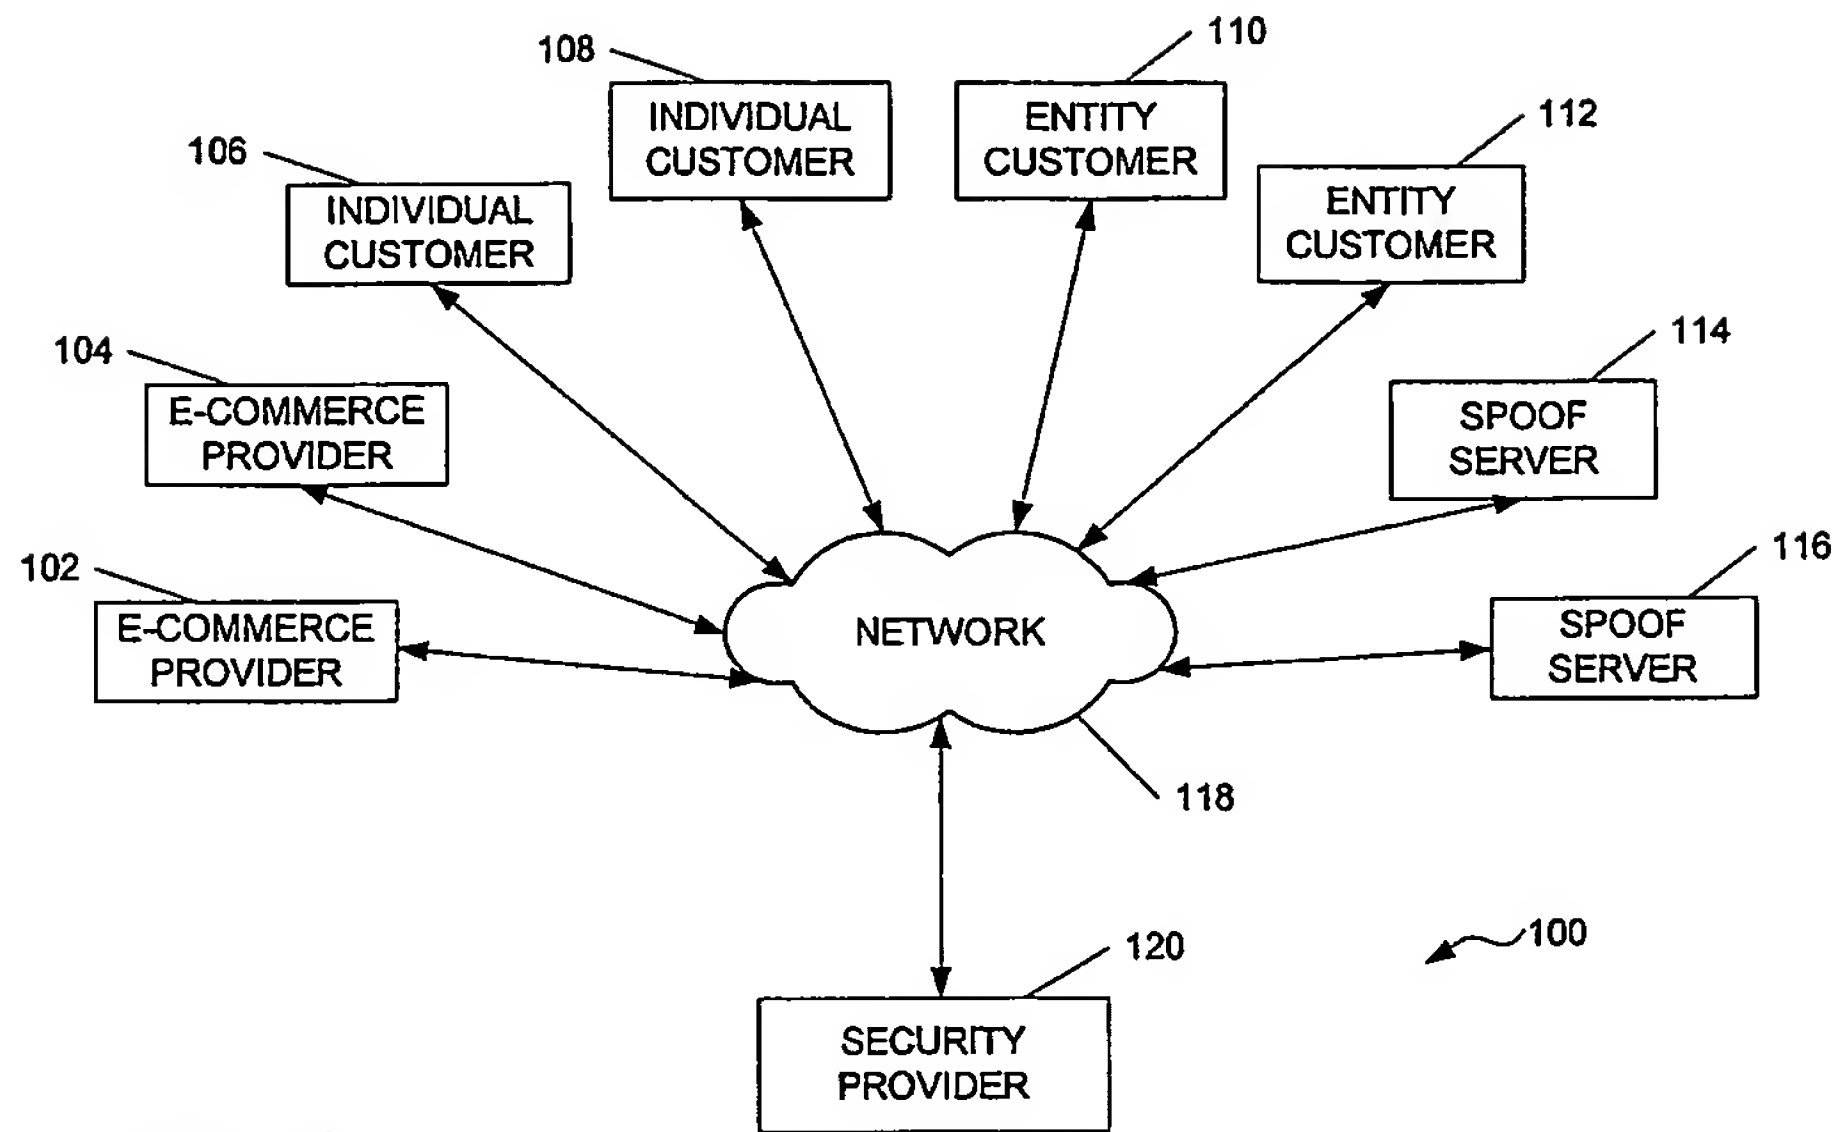 108
INDIVIDUAL
CUSTOMER
110
ENTITY
CUSTOMER
106
INDIVIDUAL
CUSTOMER
112
ENTITY
CUSTOMER
104
E-COMMERCE
PROVIDER
114
SPOOF
SERVER
102
E-COMMERCE
PROVIDER
NETWORK
116
SPOOF
SERVER
118
100
120
SECURITY
PROVIDER